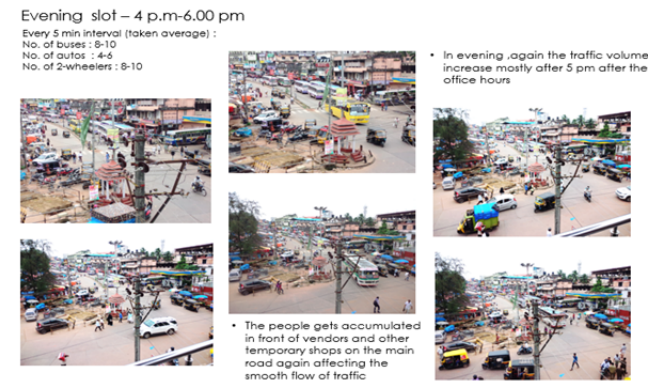 Evening slot – 4 p.m-6.00 pm
Every 5 min interval (taken average) :
No. of buses : 8-10
No. of autos : 4-6
No. of 2-wheelers : 8-10
• In evening ,again the traffic volume
increase mostly after 5 pm after the
office hours
• The people gets accumulated
in front of vendors and other
temporary shops on the main
road again affecting the
smooth flow of traffic